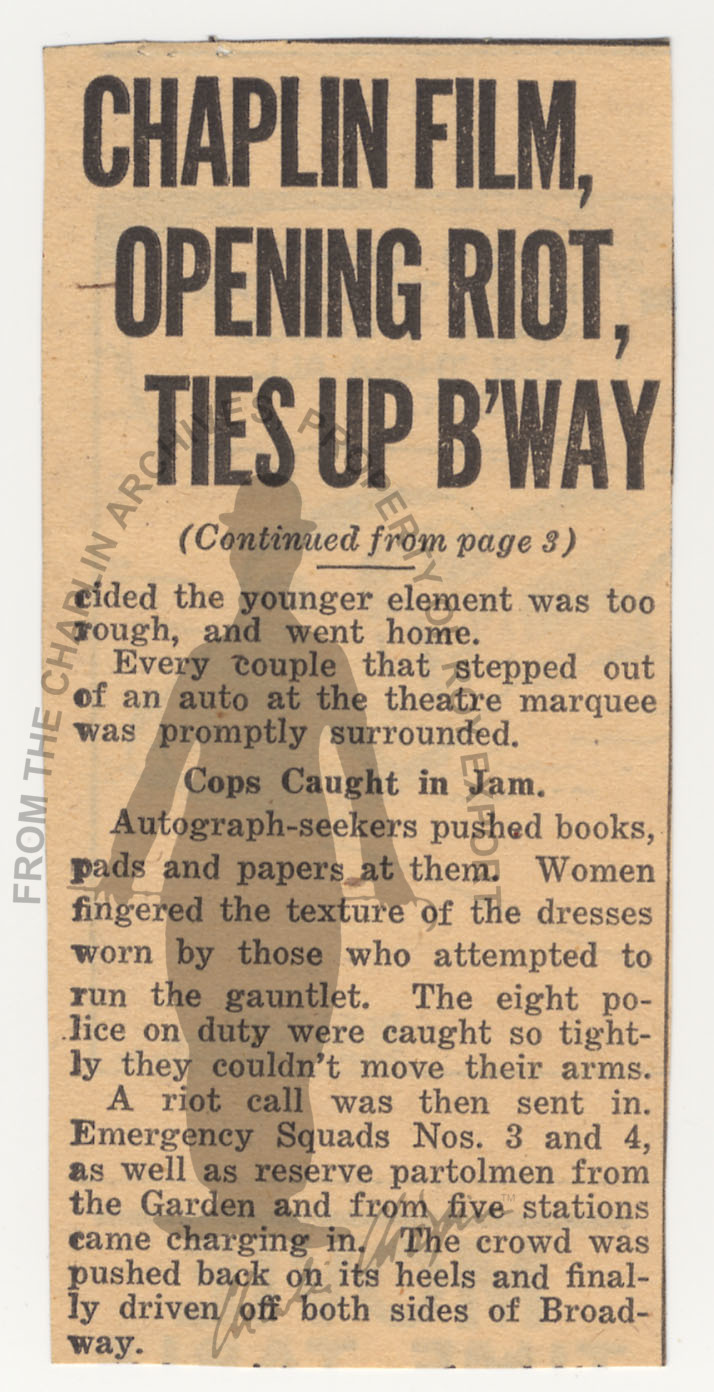 CHAPLIN FILM,
OPENING RIOT,
TIES UP B'WAY
(Continued from page 3)
cided the younger element was too
rough, and went home.
Every couple that stepped out
of an auto at the theatre marquee
was promptly surrounded.
Cops Caught in Jam.
Autograph-seekers pushed books,
pads and papers at them. Women
fingered the texture of the dresses
worn by those who attempted to
run the gauntlet. The eight po-
lice on duty were caught so tight-
ly they couldn't move their arms.
A riot call was then sent in.
Emergency Squads Nos. 3 and 4,
as well as reserve partolmen from
the Garden and from five stations
came charging in. The crowd was
pushed back on its heels and final-
ly driven off both sides of Broad-
way.
FROM THE CHAPLIN ARCHIVES PROPERTY OF ROY EXPORT
Charlie Chaplin™